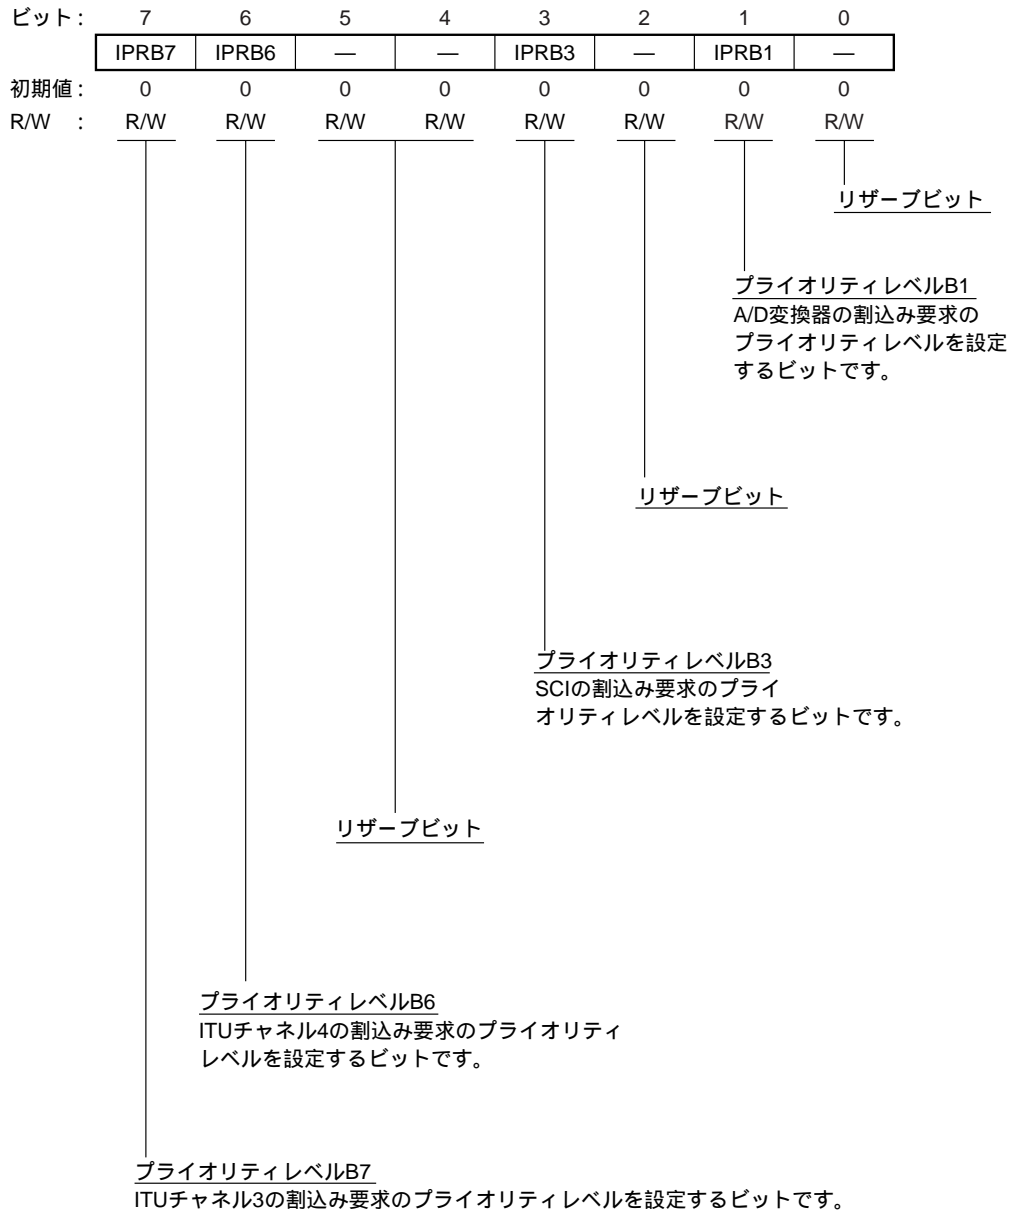 ビット : 7 6 5 4 3 2 1 0
IPRB7 IPRB6 — — IPRB3 — IPRB1 —
初期値 : 0 0 0 0 0 0 0 0
R/W : R/W R/W R/W R/W R/W R/W R/W R/W
リザーブビット
プライオリティレベルB1
A/D変換器の割込み要求の
プライオリティレベルを設定
するビットです。
リザーブビット
プライオリティレベルB3
SCIの割込み要求のプライ
オリティレベルを設定するビットです。
リザーブビット
プライオリティレベルB6
ITUチャネル4の割込み要求のプライオリティ
レベルを設定するビットです。
プライオリティレベルB7
ITUチャネル3の割込み要求のプライオリティレベルを設定するビットです。